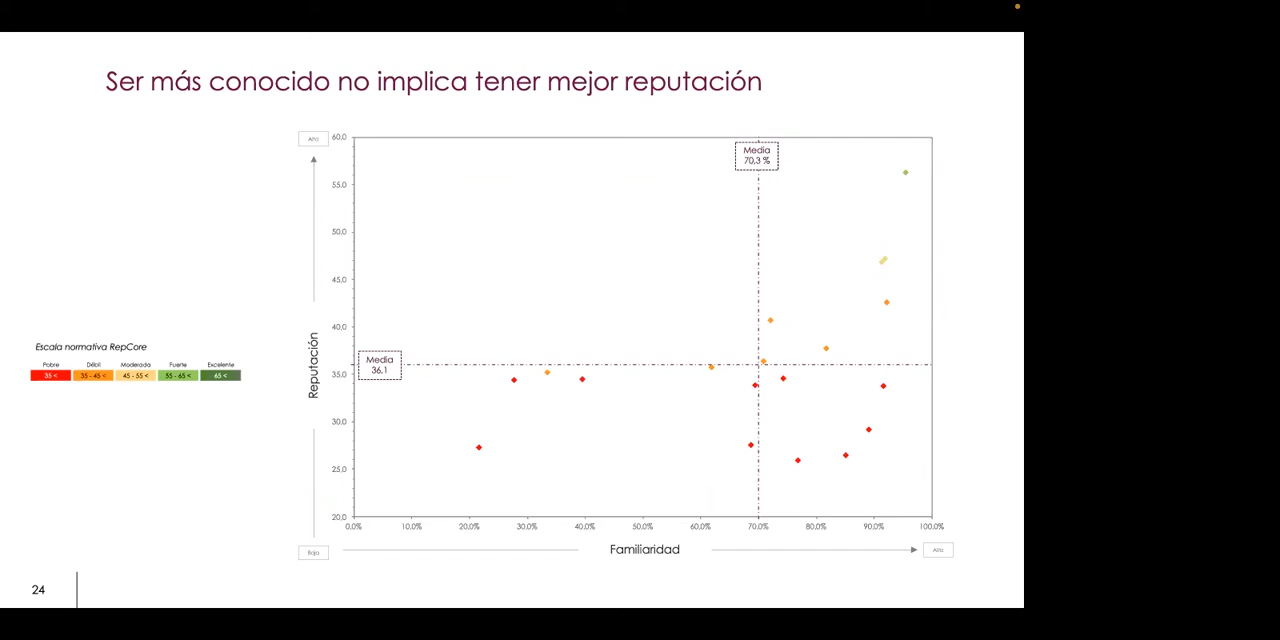 Ser más conocido no implica tener mejor reputación
Alto
60,0
Media
70,3 %
55,0
50,0
45,0
40,0
Reputación
Escala normativa RepCore
Pobre Débil Moderada Fuerte Excelente
35 < 35 - 45 < 45 - 55 < 55 - 65 < 65 <
Media
36,1
35,0
30,0
25,0
20,0
0,0% 10,0% 20,0% 30,0% 40,0% 50,0% 60,0% 70,0% 80,0% 90,0% 100,0%
Bajo
Familiaridad
Alto
24